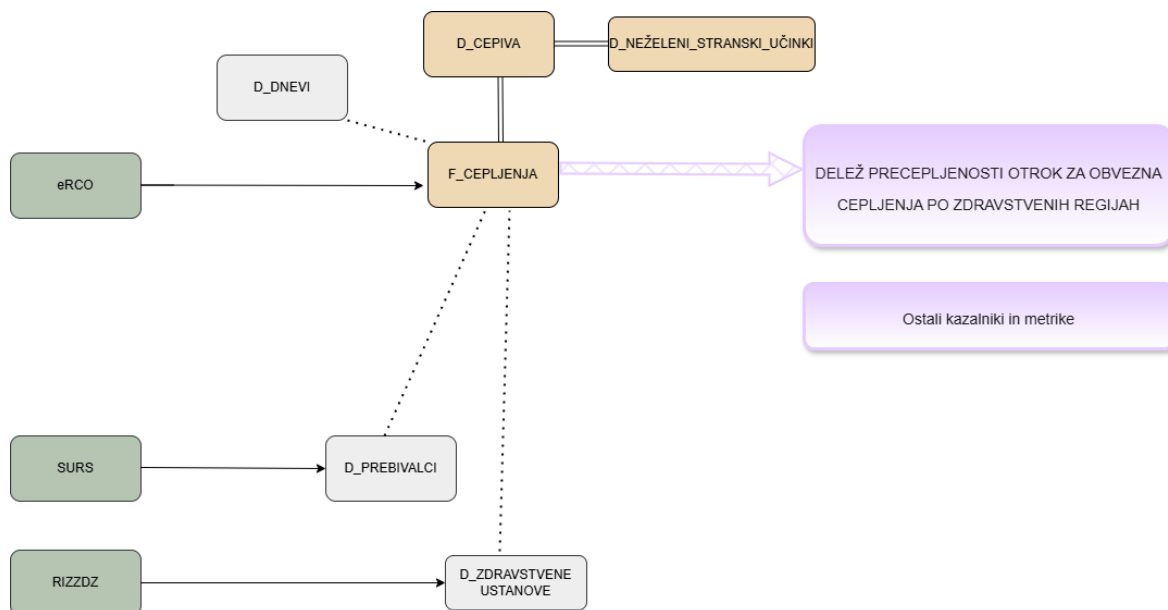 D_CEPIVA
D_NEŽELENI_STRANSKI_UČINKI
D_DNEVI
eRCO
F_CEPLJENJA
DELEŽ PRECEPLJENOSTI OTROK ZA OBVEZNA
CEPLJENJA PO ZDRAVSTVENIH REGIJAH
Ostali kazalniki in metrike
SURS
D_PREBIVALCI
RIZZDZ
D_ZDRAVSTVENE
USTANOVE